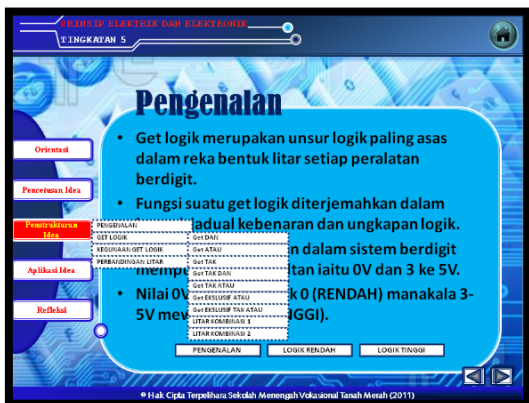 PRINSIP ELEKTRIK DAN ELEKTRONIK
TINGKATAN 5
Pengenalan
• Get logik merupakan unsur logik paling asas
dalam reka bentuk litar setiap peralatan
berdigit.
• Fungsi suatu get logik diterjemahkan dalam
jadual kebenaran dan ungkapan logik.
dalam sistem berdigit
iaitu 0V dan 3 ke 5V.
• Nilai 0V 0 (RENDAH) manakala 3-
5V
Orientasi
Pencetusan Idea
Penstrukturan
Idea
Aplikasi Idea
Refleksi
PENGENALAN
GET LOGIK
KEGUNAAN GET LOGIK
PERBANDINGAN LITAR
Get DAN
Get ATAU
Get TAK
Get TAK DAN
Get TAK ATAU
Get EKSLUSIF ATAU
Get EKSLUSIF TAK ATAU
LITAR KOMBINASI 1
LITAR KOMBINASI 2
PENGENALAN
LOGIK RENDAH
LOGIK TINGGI
© Hak Cipta Terpelihara Sekolah Menengah Vokasional Tanah Merah (2011)